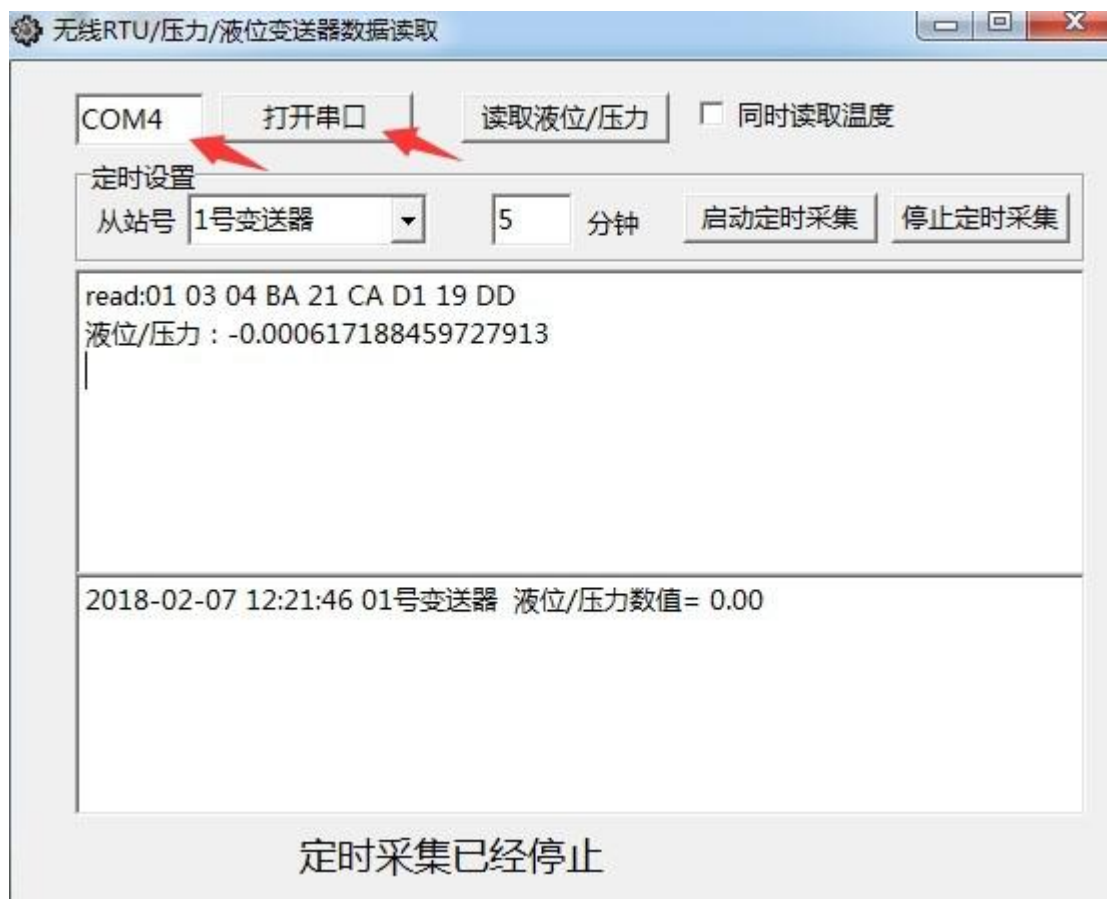 无线RTU/压力/液位变送器数据读取
COM4 打开串口 读取液位/压力 同时读取温度
定时设置
从站号 1号变送器 5 分钟 启动定时采集 停止定时采集
read:01 03 04 BA 21 CA D1 19 DD
液位/压力：-0.000617188459727913
2018-02-07 12:21:46 01号变送器 液位/压力数值= 0.00
定时采集已经停止